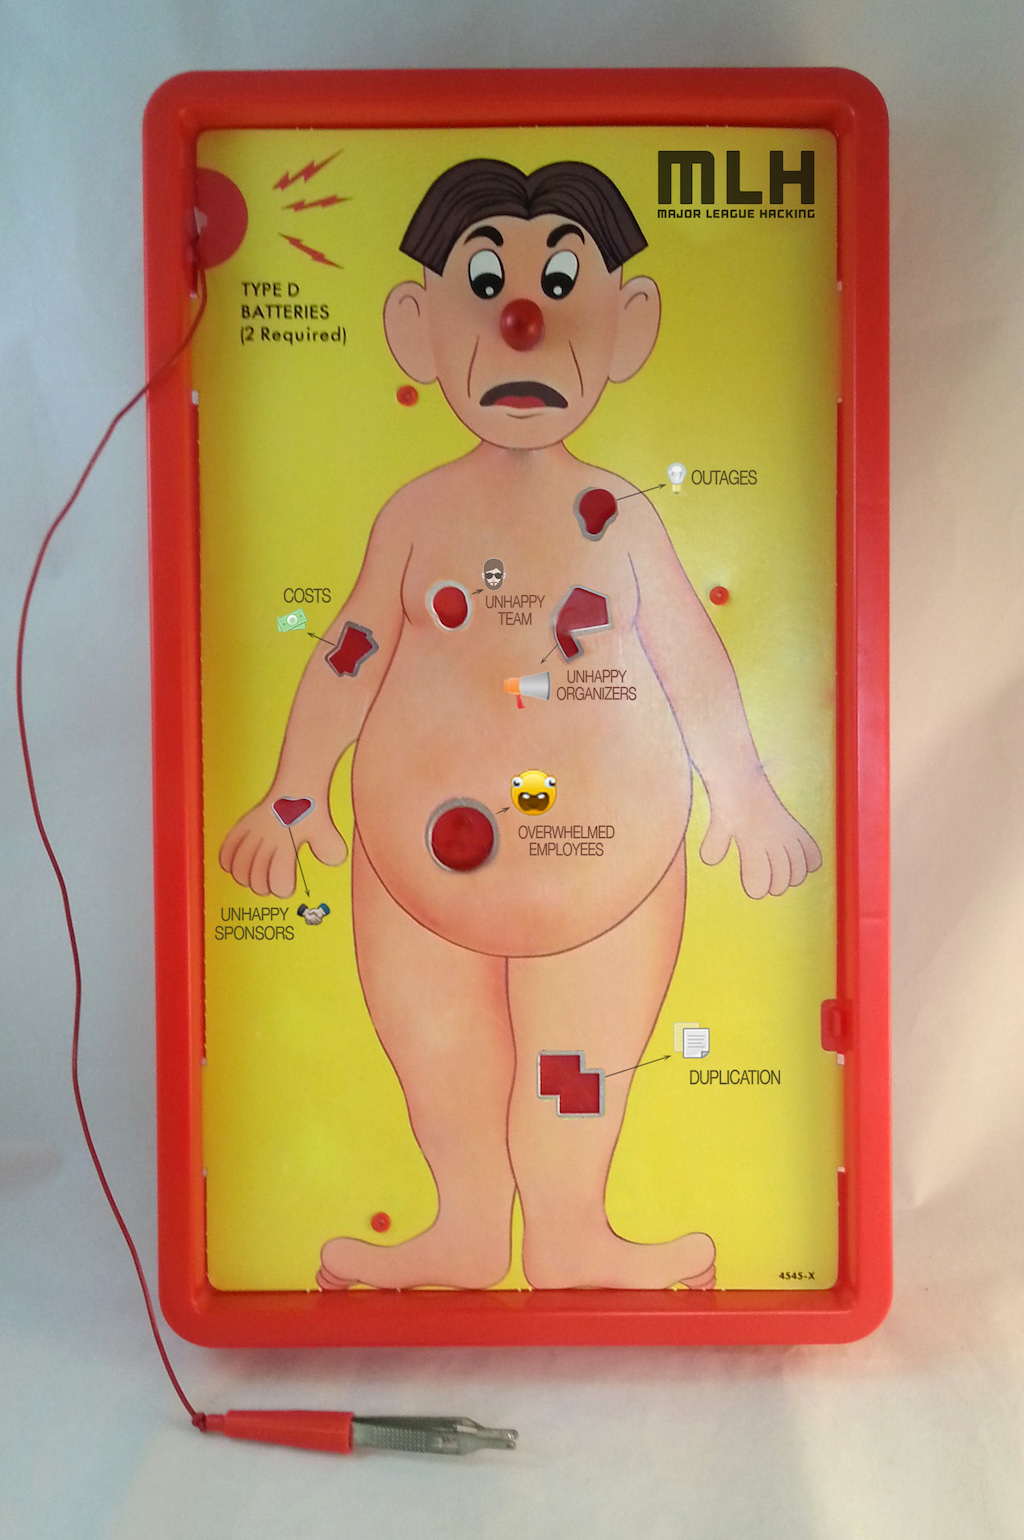 MLH
MAJOR LEAGUE HACKING
TYPE D
BATTERIES
(2 Required)
OUTAGES
COSTS
UNHAPPY
TEAM
UNHAPPY
ORGANIZERS
OVERWHELMED
EMPLOYEES
UNHAPPY
SPONSORS
DUPLICATION
4545-X